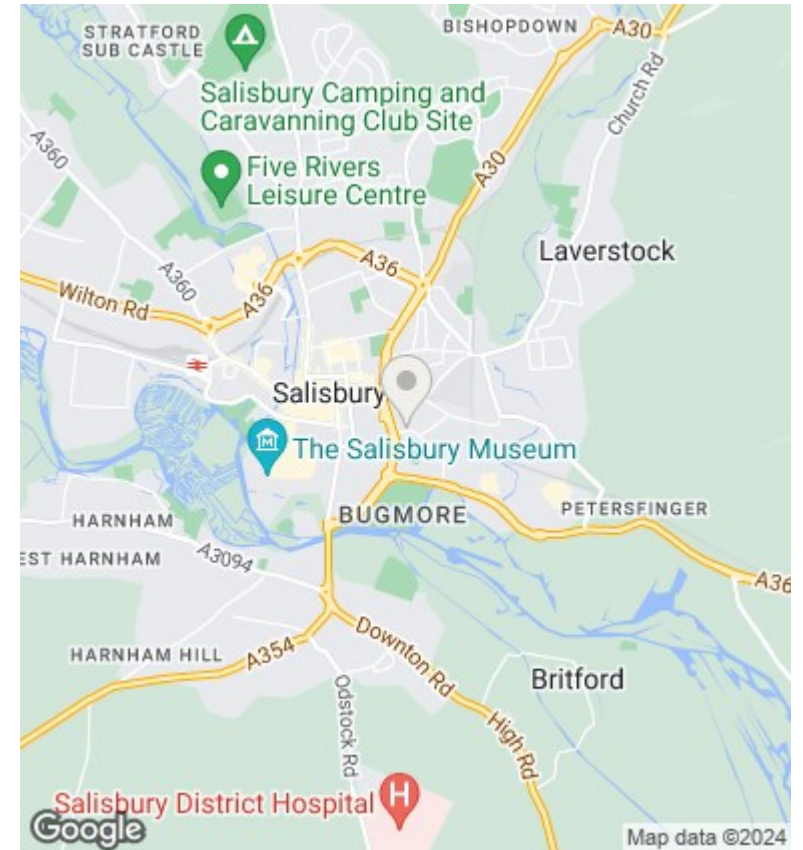 STRATFORD
SUB CASTLE
BISHOPDOWN
A30
Salisbury Camping and
Caravanning Club Site
Church Rd
A360
Five Rivers
Leisure Centre
A30
Laverstock
A36
A360
Wilton Rd
A36
Salisbury
The Salisbury Museum
BUGMORE
PETERSFINGER
HARNHAM
EST HARNHAM
A3094
A36
HARNHAM HILL
A354
Downton Rd
Britford
Odstock Rd
High Rd
Salisbury District Hospital
H
Google
Map data ©2024